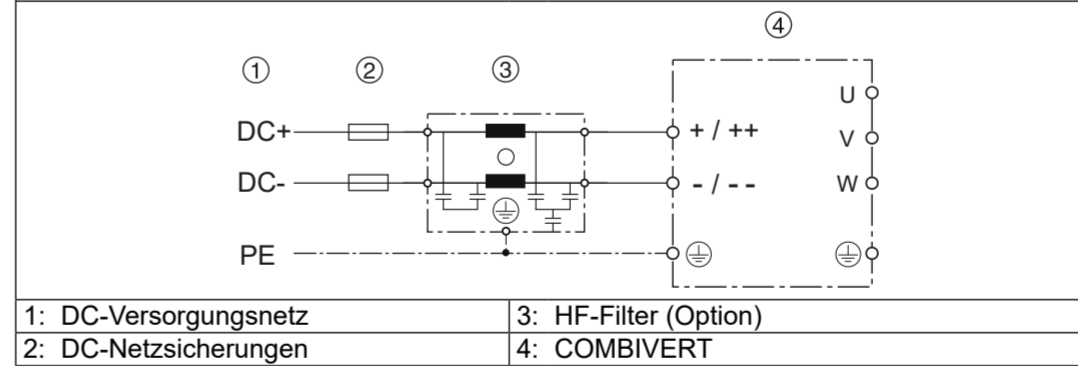 ① ② ③ ④
DC+ + / ++ U
V
DC- - / - - W
PE
1: DC-Versorgungsnetz 3: HF-Filter (Option)
2: DC-Netzsicherungen 4: COMBIVERT